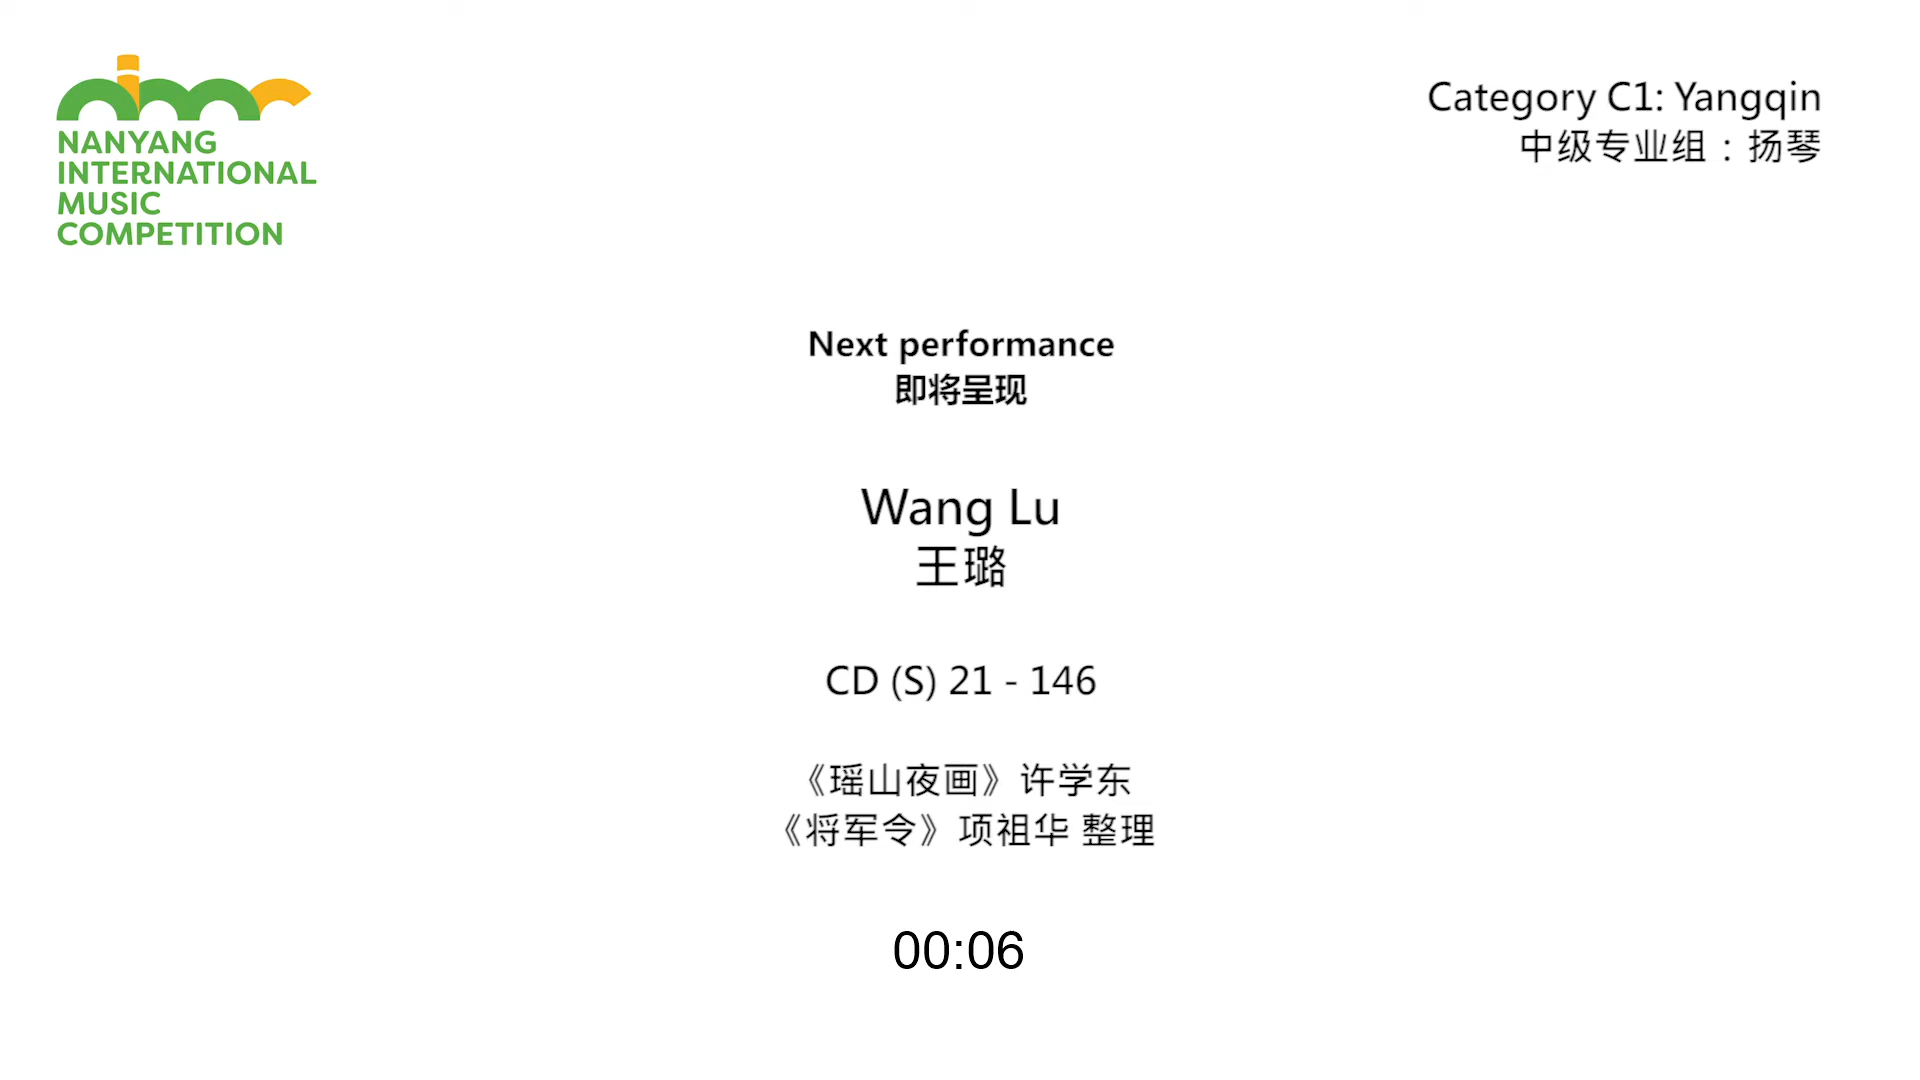 nimc
NANYANG
INTERNATIONAL
MUSIC
COMPETITION
Category C1: Yangqin
中级专业组：扬琴
Next performance
即将呈现
Wang Lu
王璐
CD (S) 21 - 146
《瑶山夜画》许学东
《将军令》项祖华 整理
00:06